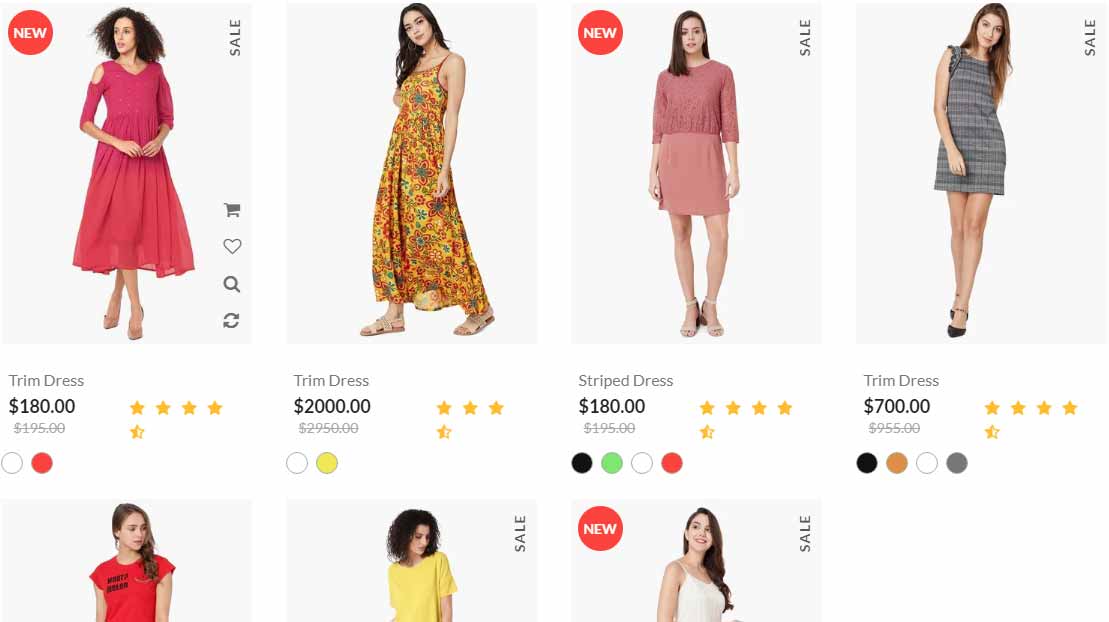 NEW
SALE
NEW
SALE
SALE
Trim Dress
$180.00
$195.00
Trim Dress
$2000.00
$2950.00
Striped Dress
$180.00
$195.00
Trim Dress
$700.00
$955.00
SALE
NEW
SALE